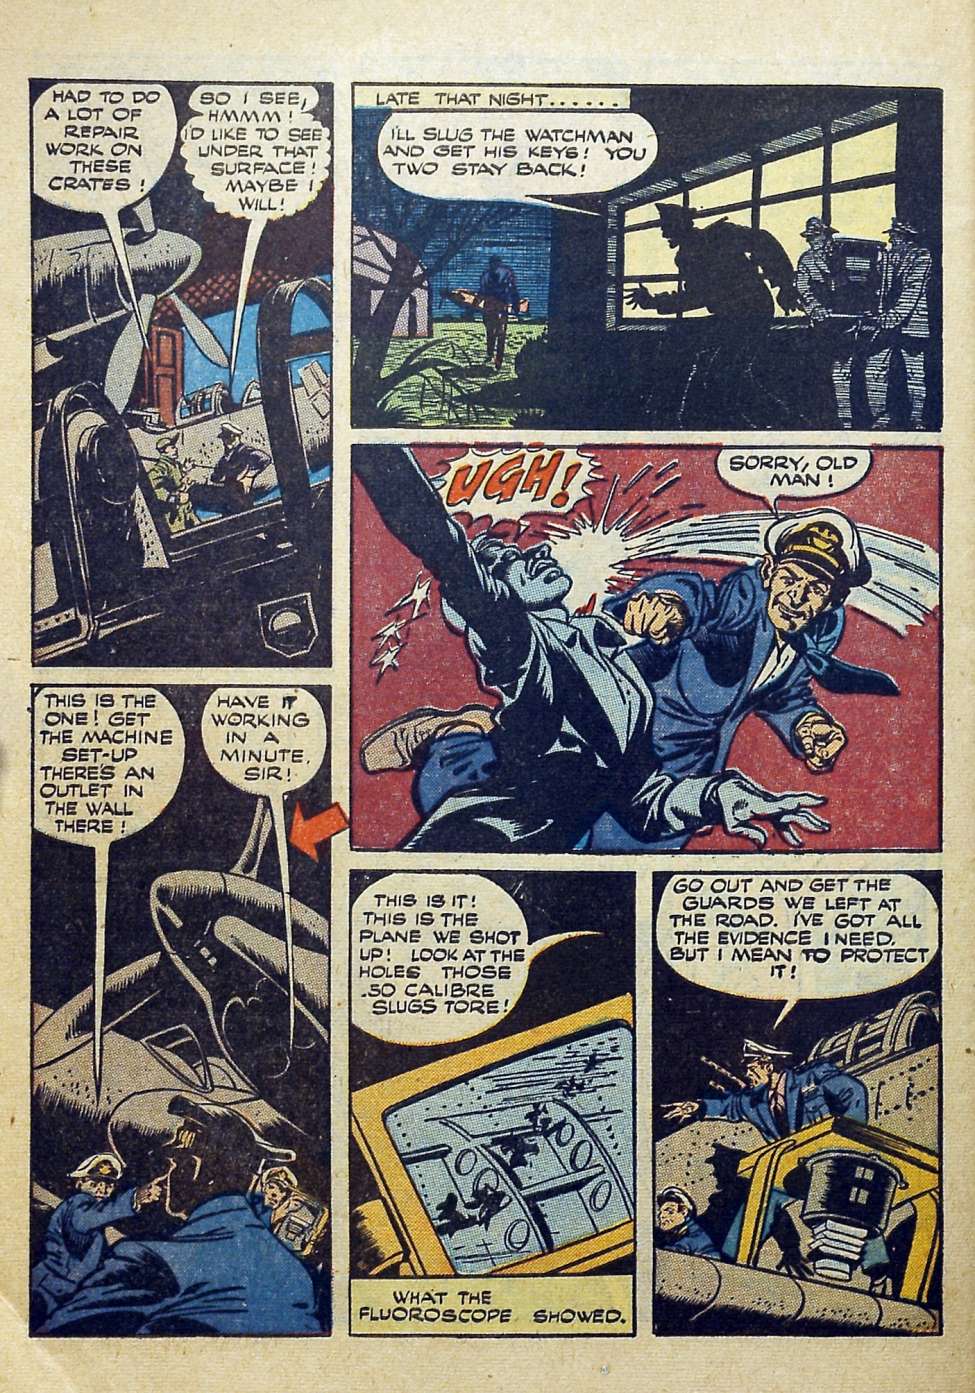 HAD TO DO
A LOT OF
REPAIR
WORK ON
THESE
CRATES!
SO I SEE,
HMMM!
I'D LIKE TO SEE
UNDER THAT
SURFACE!
MAYBE I
WILL!
LATE THAT NIGHT......
I'LL SLUG THE WATCHMAN
AND GET HIS KEYS! YOU
TWO STAY BACK!
UGH!
SORRY, OLD
MAN!
THIS IS THE
ONE! GET
THE MACHINE
SET-UP
THERE'S AN
OUTLET IN
THE WALL
THERE!
HAVE IT
WORKING
IN A
MINUTE,
SIR!
THIS IS IT!
THIS IS THE
PLANE WE SHOT
UP! LOOK AT THE
HOLES THOSE
.50 CALIBRE
SLUGS TORE!
WHAT THE
FLUOROSCOPE SHOWED.
GO OUT AND GET THE
GUARDS WE LEFT AT
THE ROAD. I'VE GOT ALL
THE EVIDENCE I NEED.
BUT I MEAN TO PROTECT
IT!